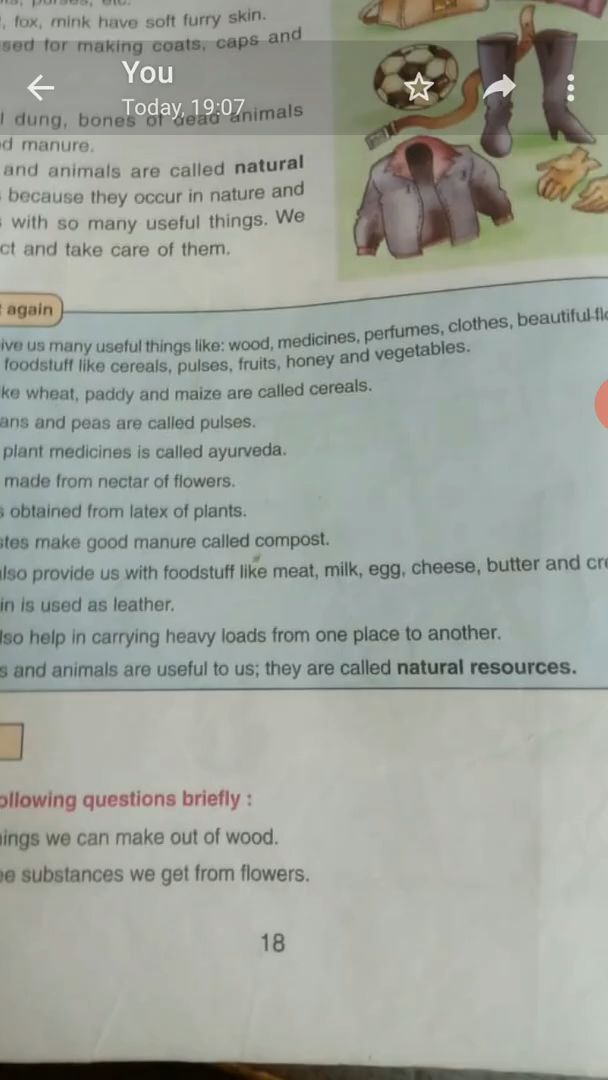 , fox, mink have soft furry skin.
sed for making coats, caps and
You
Today, 19:07
dung, bones of dead animals
d manure.
and animals are called natural
because they occur in nature and
with so many useful things. We
ct and take care of them.
again
ive us many useful things like: wood, medicines, perfumes, clothes, beautiful flo
foodstuff like cereals, pulses, fruits, honey and vegetables.
ke wheat, paddy and maize are called cereals.
ans and peas are called pulses.
plant medicines is called ayurveda.
made from nectar of flowers.
s obtained from latex of plants.
stes make good manure called compost.
lso provide us with foodstuff like meat, milk, egg, cheese, butter and cre
in is used as leather.
lso help in carrying heavy loads from one place to another.
s and animals are useful to us; they are called natural resources.
ollowing questions briefly :
ings we can make out of wood.
ee substances we get from flowers.
18